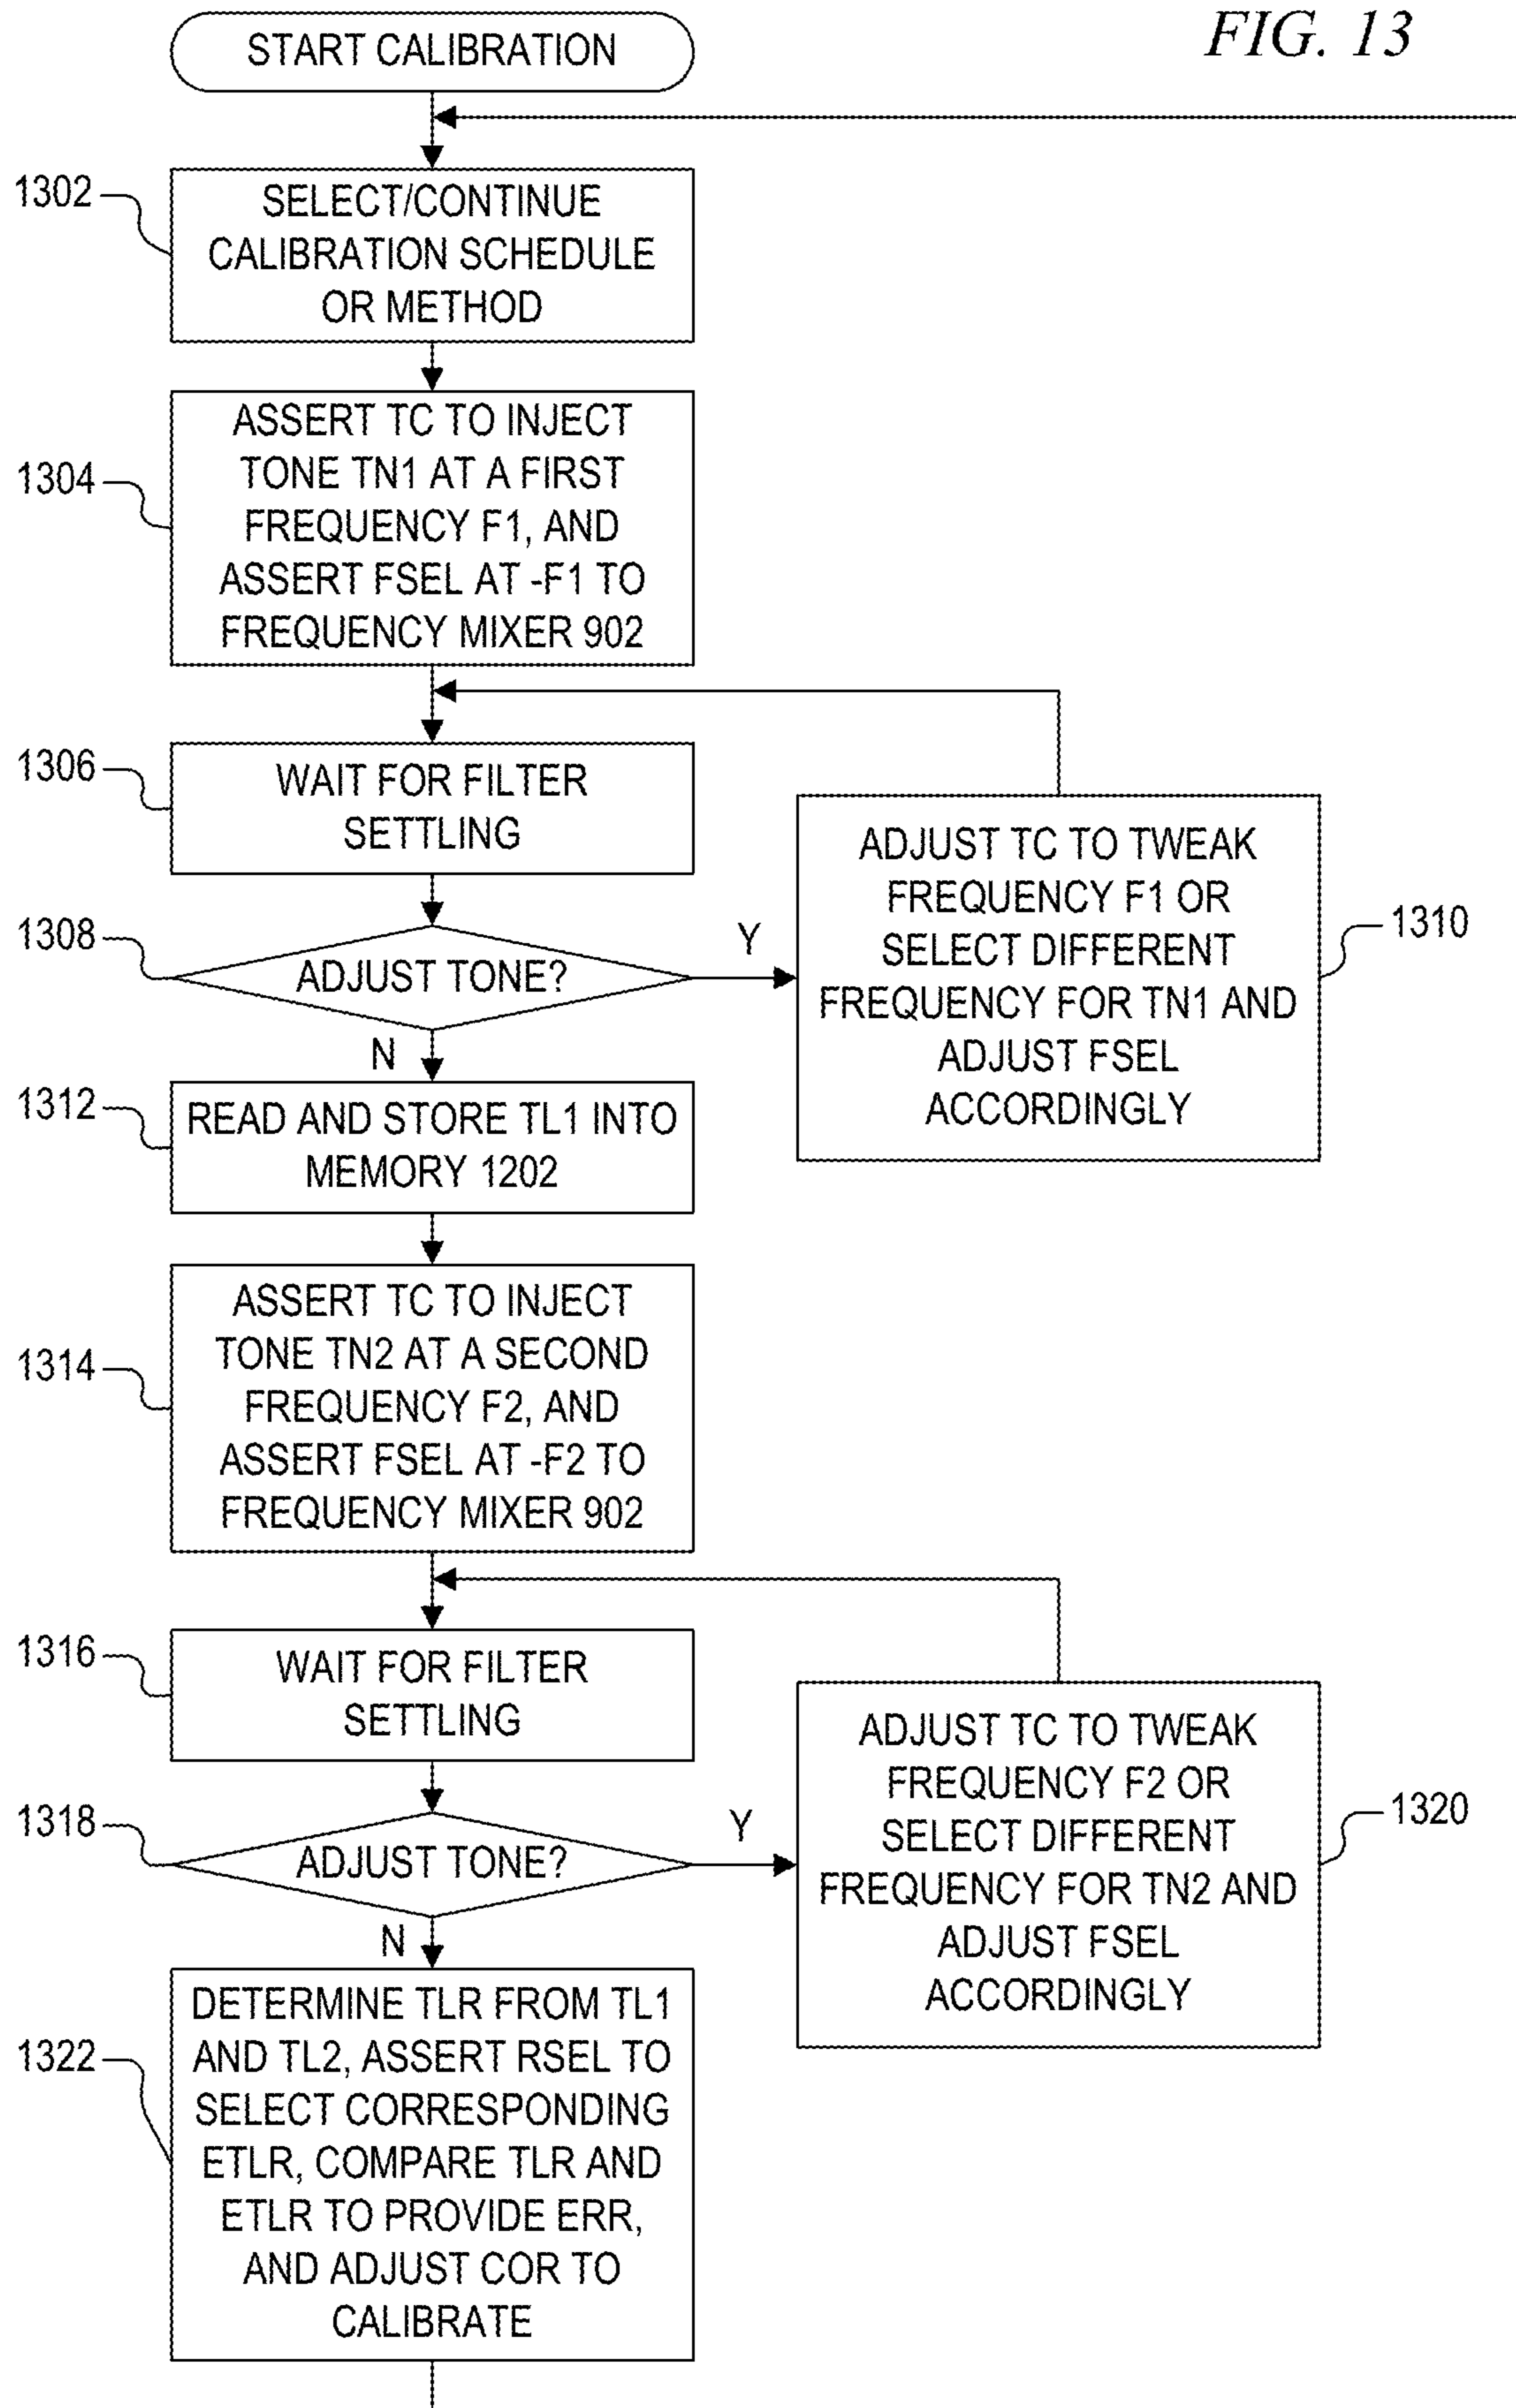 FIG. 13
START CALIBRATION
1302
SELECT/CONTINUE
CALIBRATION SCHEDULE
OR METHOD
1304
ASSERT TC TO INJECT
TONE TN1 AT A FIRST
FREQUENCY F1, AND
ASSERT FSEL AT -F1 TO
FREQUENCY MIXER 902
1306
WAIT FOR FILTER
SETTLING
1308
ADJUST TONE?
Y
N
ADJUST TC TO TWEAK
FREQUENCY F1 OR
SELECT DIFFERENT
FREQUENCY FOR TN1 AND
ADJUST FSEL
ACCORDINGLY
1310
1312
READ AND STORE TL1 INTO
MEMORY 1202
1314
ASSERT TC TO INJECT
TONE TN2 AT A SECOND
FREQUENCY F2, AND
ASSERT FSEL AT -F2 TO
FREQUENCY MIXER 902
1316
WAIT FOR FILTER
SETTLING
1318
ADJUST TONE?
Y
N
ADJUST TC TO TWEAK
FREQUENCY F2 OR
SELECT DIFFERENT
FREQUENCY FOR TN2 AND
ADJUST FSEL
ACCORDINGLY
1320
1322
DETERMINE TLR FROM TL1
AND TL2, ASSERT RSEL TO
SELECT CORRESPONDING
ETLR, COMPARE TLR AND
ETLR TO PROVIDE ERR,
AND ADJUST COR TO
CALIBRATE